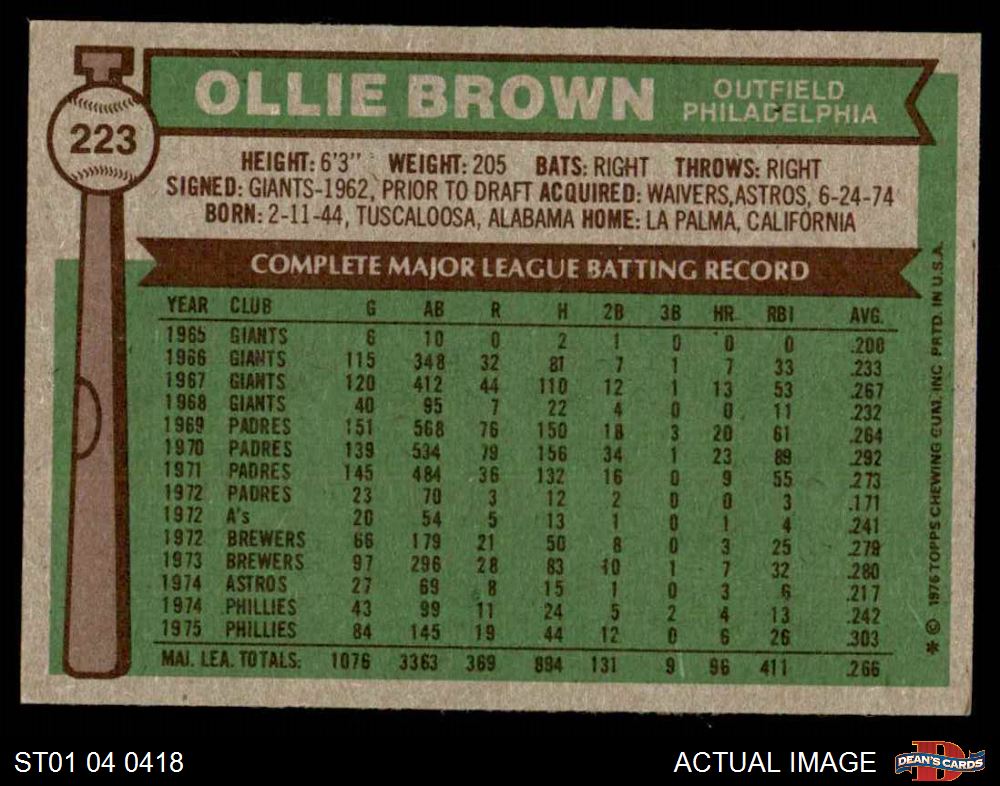 OLLIE BROWN OUTFIELD PHILADELPHIA
223
HEIGHT: 6'3" WEIGHT: 205 BATS: RIGHT THROWS: RIGHT
SIGNED: GIANTS-1962, PRIOR TO DRAFT ACQUIRED: WAIVERS,ASTROS, 6-24-74
BORN: 2-11-44, TUSCALOOSA, ALABAMA HOME: LA PALMA, CALIFORNIA
COMPLETE MAJOR LEAGUE BATTING RECORD
YEAR CLUB G AB R H 2B 3B HR RBI AVG.
1965 GIANTS 6 10 0 2 1 0 0 0 .200
1966 GIANTS 115 348 32 81 7 1 7 33 .233
1967 GIANTS 120 412 44 110 12 1 13 53 .267
1968 GIANTS 40 95 7 22 4 0 0 11 .232
1969 PADRES 151 568 76 150 18 3 20 61 .264
1970 PADRES 139 534 79 156 34 1 23 89 .292
1971 PADRES 145 484 36 132 16 0 9 55 .273
1972 PADRES 23 70 3 12 2 0 0 3 .171
1972 A's 20 54 5 13 1 0 1 4 .241
1972 BREWERS 66 179 21 50 8 0 3 25 .279
1973 BREWERS 97 296 28 83 10 1 7 32 .280
1974 ASTROS 27 69 8 15 1 0 3 6 .217
1974 PHILLIES 43 99 11 24 5 2 4 13 .242
1975 PHILLIES 84 145 19 44 12 0 6 26 .303
MAJ. LEA. TOTALS: 1076 3363 369 894 131 9 96 411 .266
* © 1976 TOPPS CHEWING GUM, INC PRTD. IN U.S.A.
ST01 04 0418
ACTUAL IMAGE
D
DEAN'S CARDS